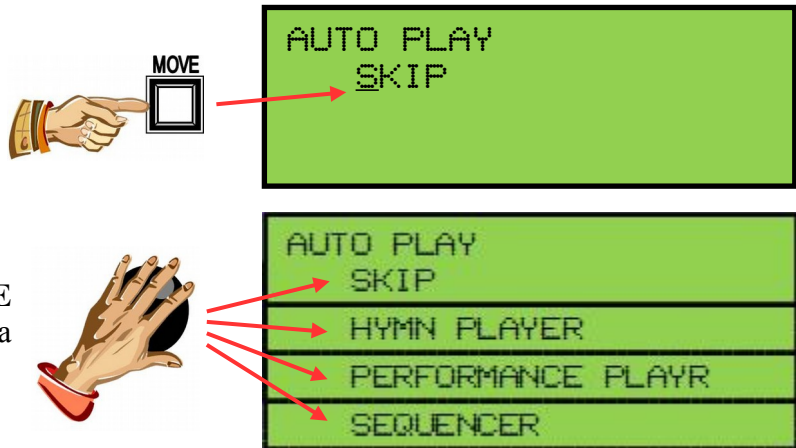 AUTO PLAY
MOVE
SKIP
AUTO PLAY
SKIP
E
a
HYMN PLAYER
PERFORMANCE PLAYR
SEQUENCER